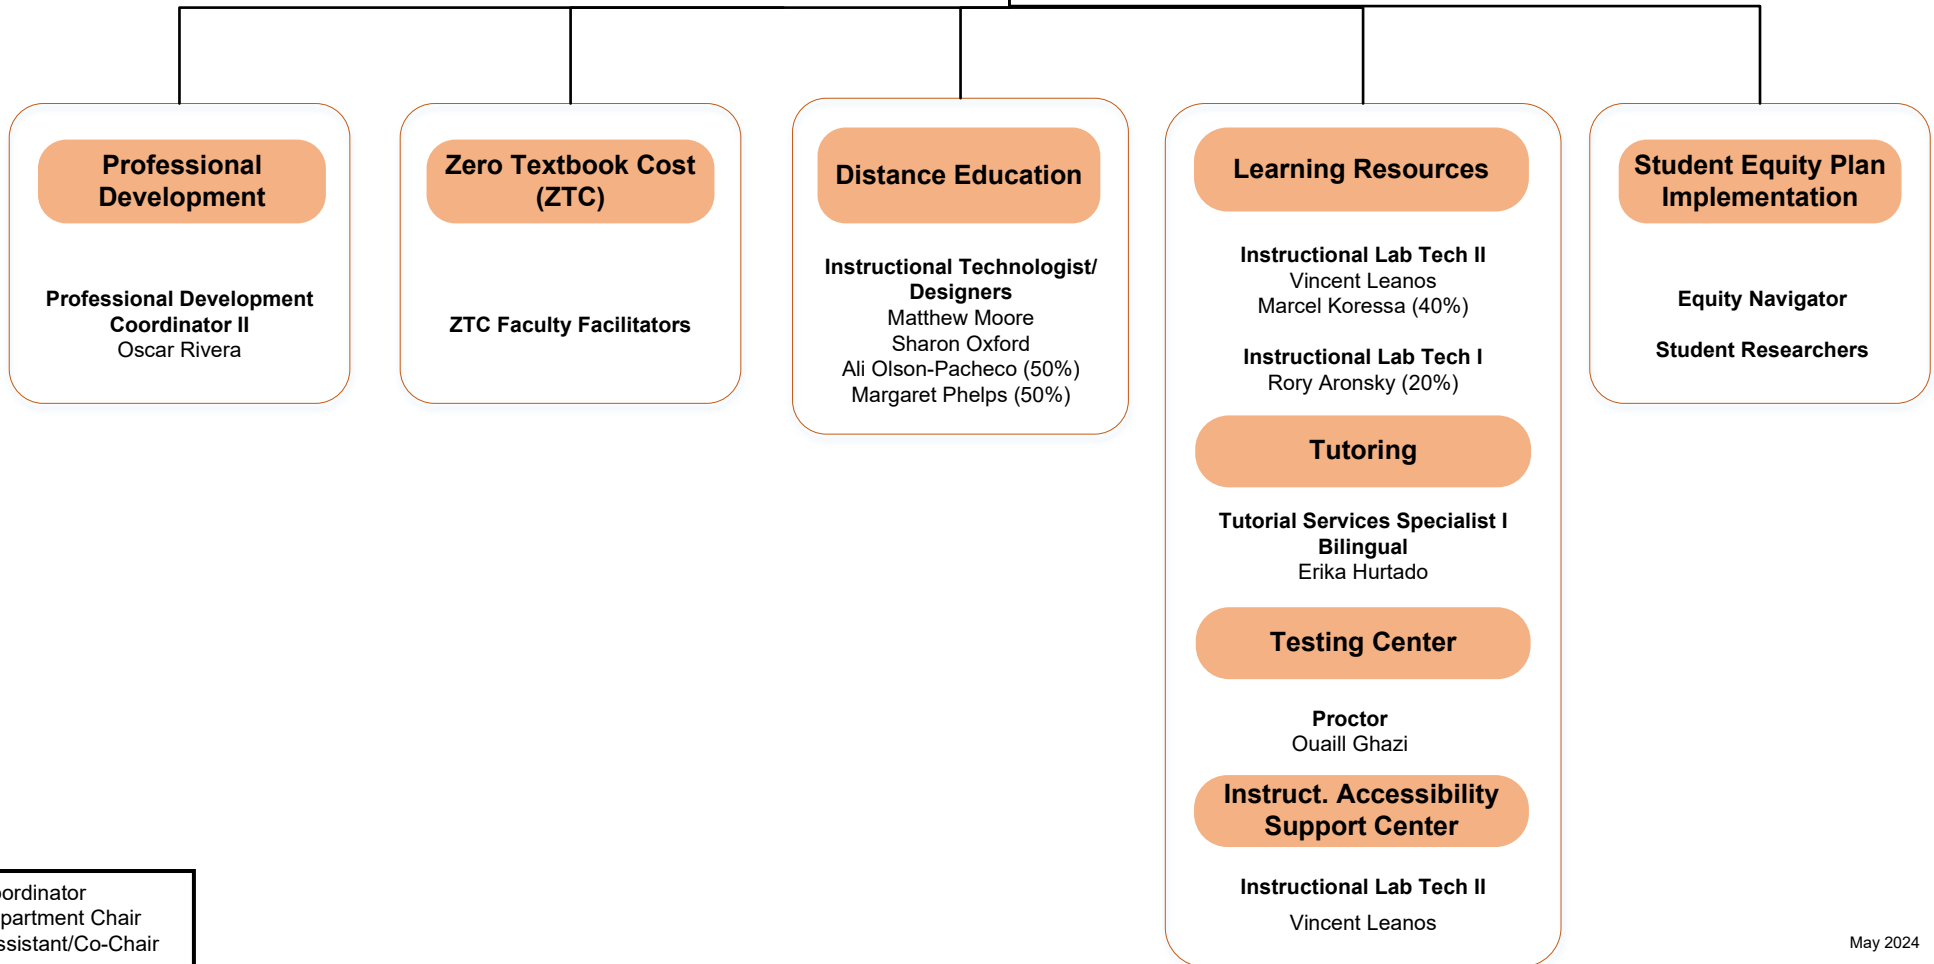 Professional
Development
Professional Development
Coordinator II
Oscar Rivera
Zero Textbook Cost
(ZTC)
ZTC Faculty Facilitators
Distance Education
Instructional Technologist/
Designers
Matthew Moore
Sharon Oxford
Ali Olson-Pacheco (50%)
Margaret Phelps (50%)
Learning Resources
Instructional Lab Tech II
Vincent Leanos
Marcel Koressa (40%)
Instructional Lab Tech I
Rory Aronsky (20%)
Tutoring
Tutorial Services Specialist I
Bilingual
Erika Hurtado
Testing Center
Proctor
Ouaill Ghazi
Instruct. Accessibility
Support Center
Instructional Lab Tech II
Vincent Leanos
Student Equity Plan
Implementation
Equity Navigator
Student Researchers
Chair
May 2024